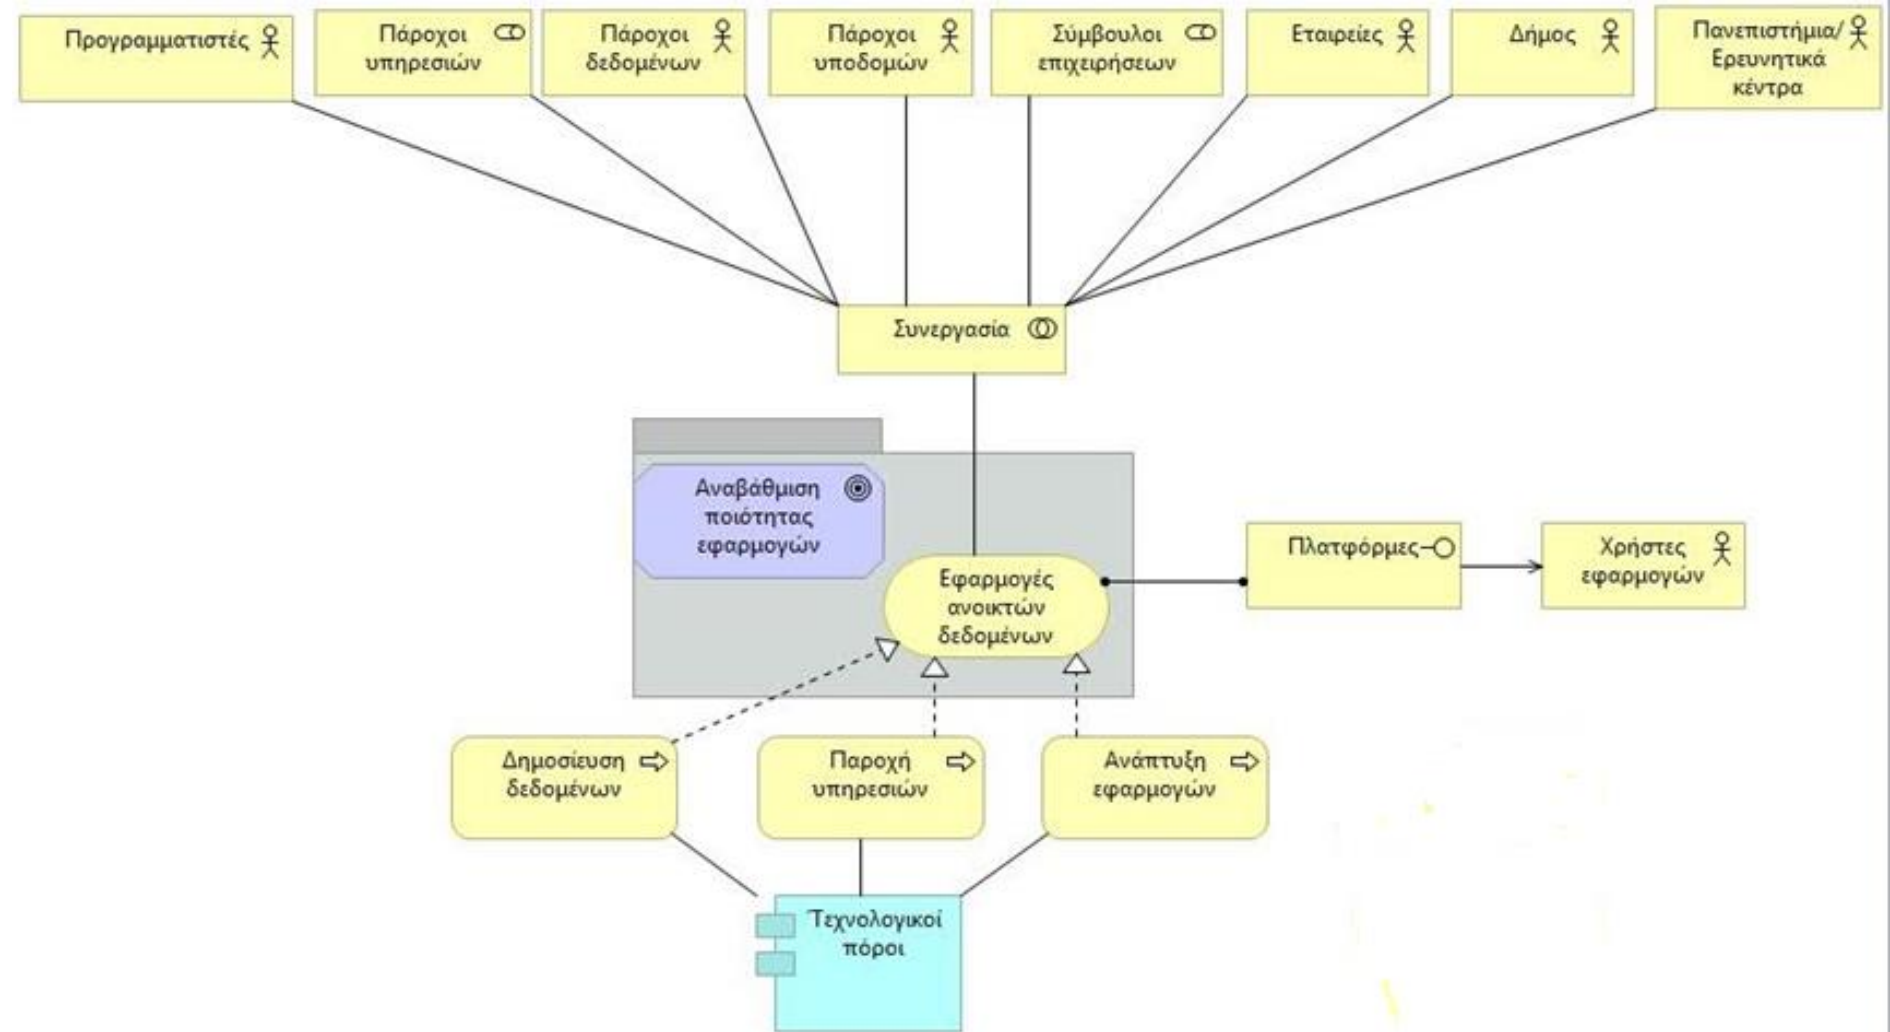 Προγραμματιστές
Πάροχοι
υπηρεσιών
Πάροχοι
δεδομένων
Πάροχοι
υποδομών
Σύμβουλοι
επιχειρήσεων
Εταιρείες
Δήμος
Πανεπιστήμια/
Ερευνητικά
κέντρα
Συνεργασία
Αναβάθμιση
ποιότητας
εφαρμογών
Εφαρμογές
ανοικτών
δεδομένων
Πλατφόρμες
Χρήστες
εφαρμογών
Δημοσίευση
δεδομένων
Παροχή
υπηρεσιών
Ανάπτυξη
εφαρμογών
Τεχνολογικοί
πόροι